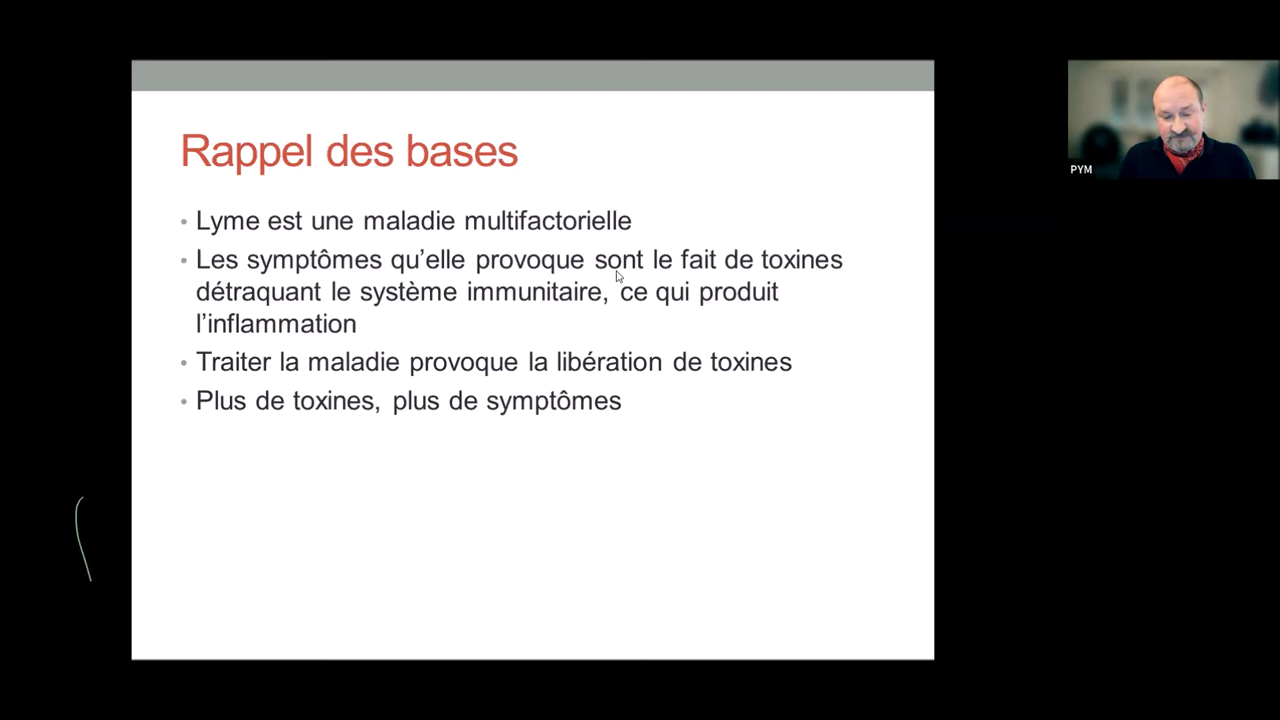 Rappel des bases
Lyme est une maladie multifactorielle
Les symptômes qu’elle provoque sont le fait de toxines
détraquant le système immunitaire, ce qui produit
l’inflammation
Traiter la maladie provoque la libération de toxines
Plus de toxines, plus de symptômes
PYM